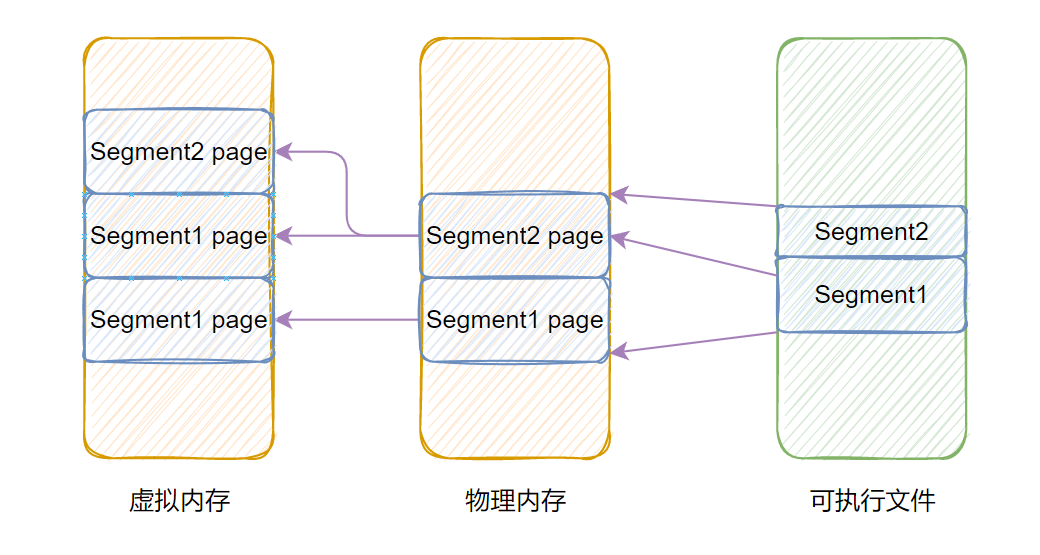 Segment2 page
Segment1 page
Segment1 page
Segment2 page
Segment1 page
Segment2
Segment1
虚拟内存
物理内存
可执行文件